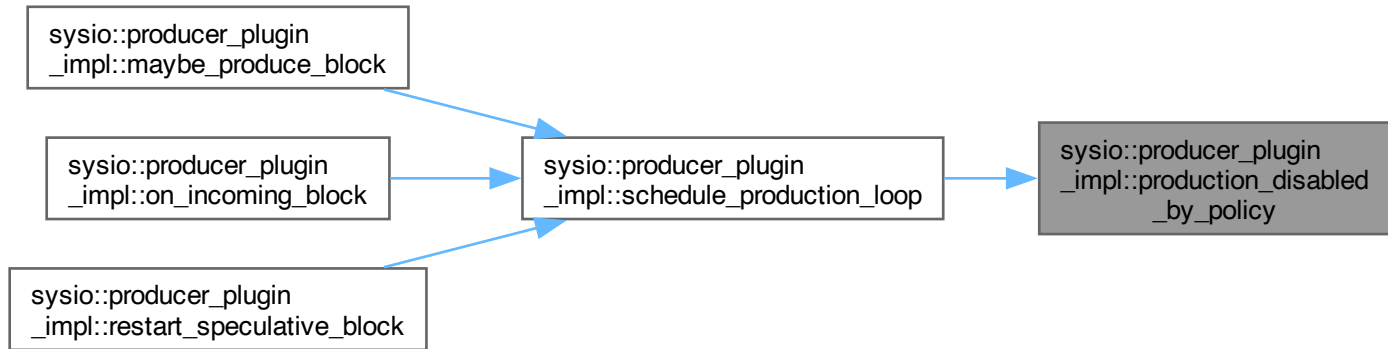 sysio::producer_plugin
_impl::maybe_produce_block
sysio::producer_plugin
_impl::on_incoming_block
sysio::producer_plugin
_impl::restart_speculative_block
sysio::producer_plugin
_impl::schedule_production_loop
sysio::producer_plugin
_impl::production_disabled
_by_policy